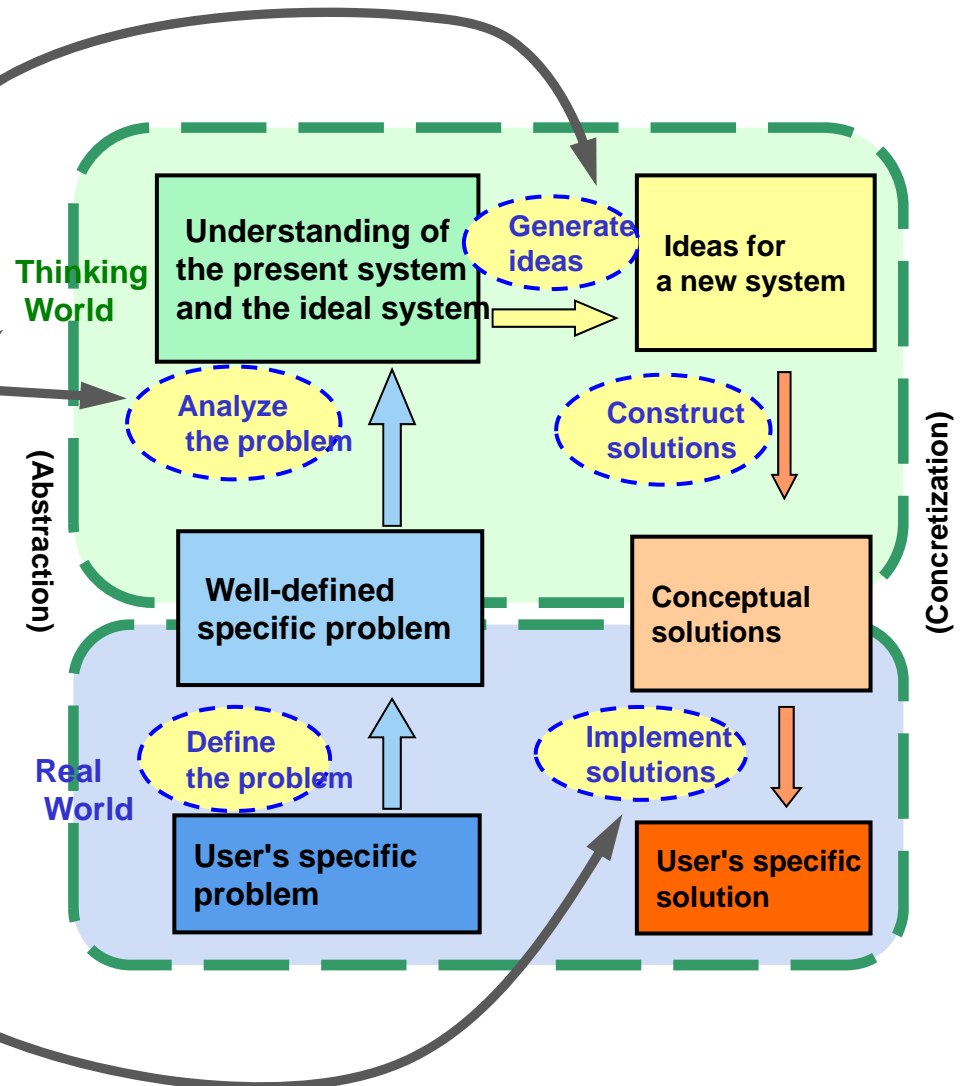 Understanding of
the present system
and the ideal system
Generate
ideas
Ideas for
a new system
Thinking
World
Analyze
the problem
Construct
solutions
(Abstraction)
(Concretization)
Well-defined
specific problem
Conceptual
solutions
Define
the problem
Implement
solutions
Real
World
User's specific
problem
User's specific
solution